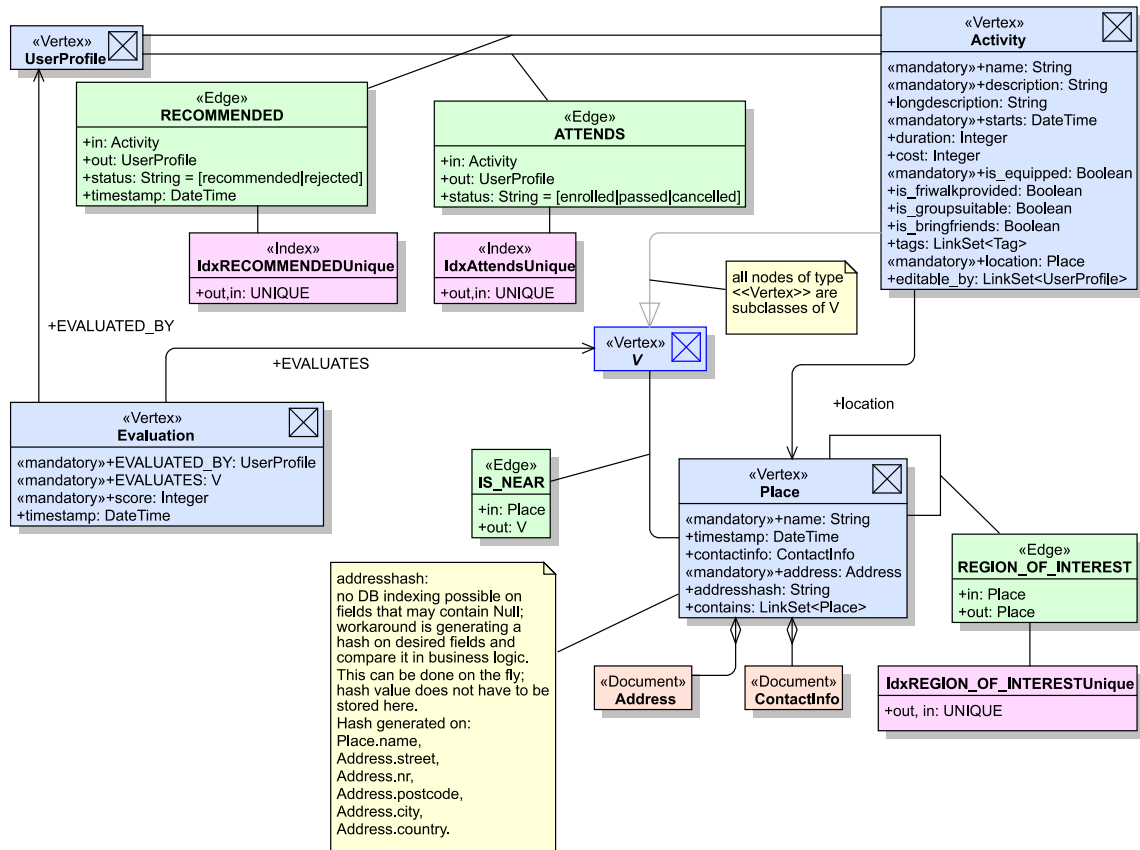 «Vertex»
UserProfile
«Vertex»
Activity
«mandatory»+name: String
«mandatory»+description: String
+longdescription: String
«mandatory»+starts: DateTime
+duration: Integer
+cost: Integer
«mandatory»+is_equipped: Boolean
+is_friwalkprovided: Boolean
+is_groupsuitable: Boolean
+is_bringfriends: Boolean
+tags: LinkSet<Tag>
«mandatory»+location: Place
+editable_by: LinkSet<UserProfile>
«Edge»
RECOMMENDED
+in: Activity
+out: UserProfile
+status: String = [recommended|rejected]
+timestamp: DateTime
«Edge»
ATTENDS
+in: Activity
+out: UserProfile
+status: String = [enrolled|passed|cancelled]
«Index»
IdxRECOMMENDEDUnique
+out,in: UNIQUE
«Index»
IdxAttendsUnique
+out,in: UNIQUE
all nodes of type
<<Vertex>> are
subclasses of V
+EVALUATED_BY
+EVALUATES
«Vertex»
V
+location
«Vertex»
Evaluation
«mandatory»+EVALUATED_BY: UserProfile
«mandatory»+EVALUATES: V
«mandatory»+score: Integer
+timestamp: DateTime
«Edge»
IS_NEAR
+in: Place
+out: V
«Vertex»
Place
«mandatory»+name: String
+timestamp: DateTime
+contactinfo: ContactInfo
«mandatory»+address: Address
+addresshash: String
+contains: LinkSet<Place>
«Edge»
REGION_OF_INTEREST
+in: Place
+out: Place
addresshash:
no DB indexing possible on
fields that may contain Null;
workaround is generating a
hash on desired fields and
compare it in business logic.
This can be done on the fly;
hash value does not have to be
stored here.
Hash generated on:
Place.name,
Address.street,
Address.nr,
Address.postcode,
Address.city,
Address.country.
«Document»
Address
«Document»
ContactInfo
IdxREGION_OF_INTERESTUnique
+out, in: UNIQUE